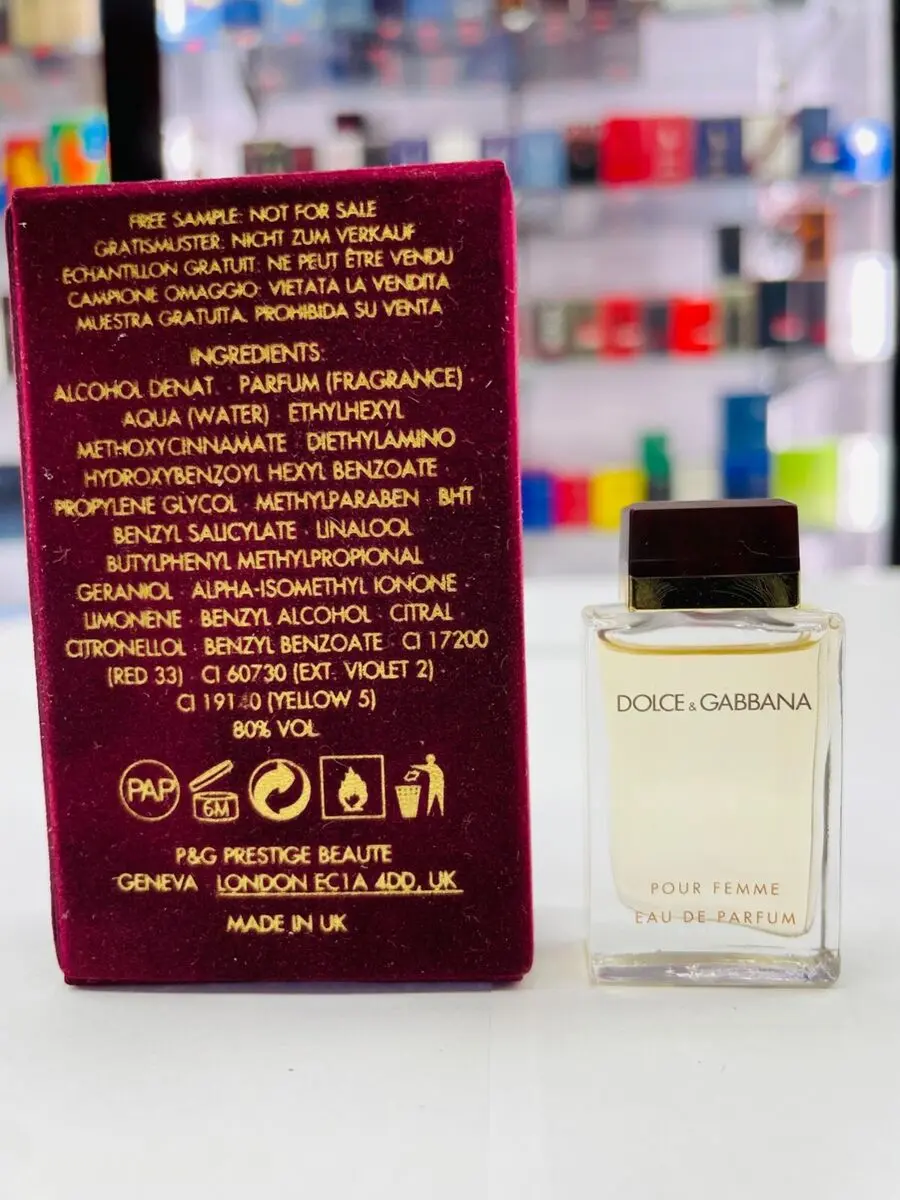 FREE SAMPLE: NOT FOR SALE
GRATISMUSTER. NICHT ZUM VERKAUF
ÉCHANTILLON GRATUIT. NE PEUT ÊTRE VENDU
CAMPIONE OMAGGIO: VIETATA LA VENDITA
MUESTRA GRATUITA. PROHIBIDA SU VENTA
INGREDIENTS:
ALCOHOL DENAT · PARFUM (FRAGRANCE)
AQUA (WATER) · ETHYLHEXYL
METHOXYCINNAMATE · DIETHYLAMINO
HYDROXYBENZOYL HEXYL BENZOATE
PROPYLENE GLYCOL · METHYLPARABEN · BHT
BENZYL SALICYLATE · LINALOOL
BUTYLPHENYL METHYLPROPIONAL
GERANIOL · ALPHA-ISOMETHYL IONONE
LIMONENE · BENZYL ALCOHOL · CITRAL
CITRONELLOL · BENZYL BENZOATE · CI 17200
(RED 33) · CI 60730 (EXT. VIOLET 2)
CI 191 0 (YELLOW 5)
80% VOL
PAP
6M
P&G PRESTIGE BEAUTE
GENEVA · LONDON EC1A 4DD, UK
MADE IN UK
DOLCE & GABBANA
POUR FEMME
EAU DE PARFUM